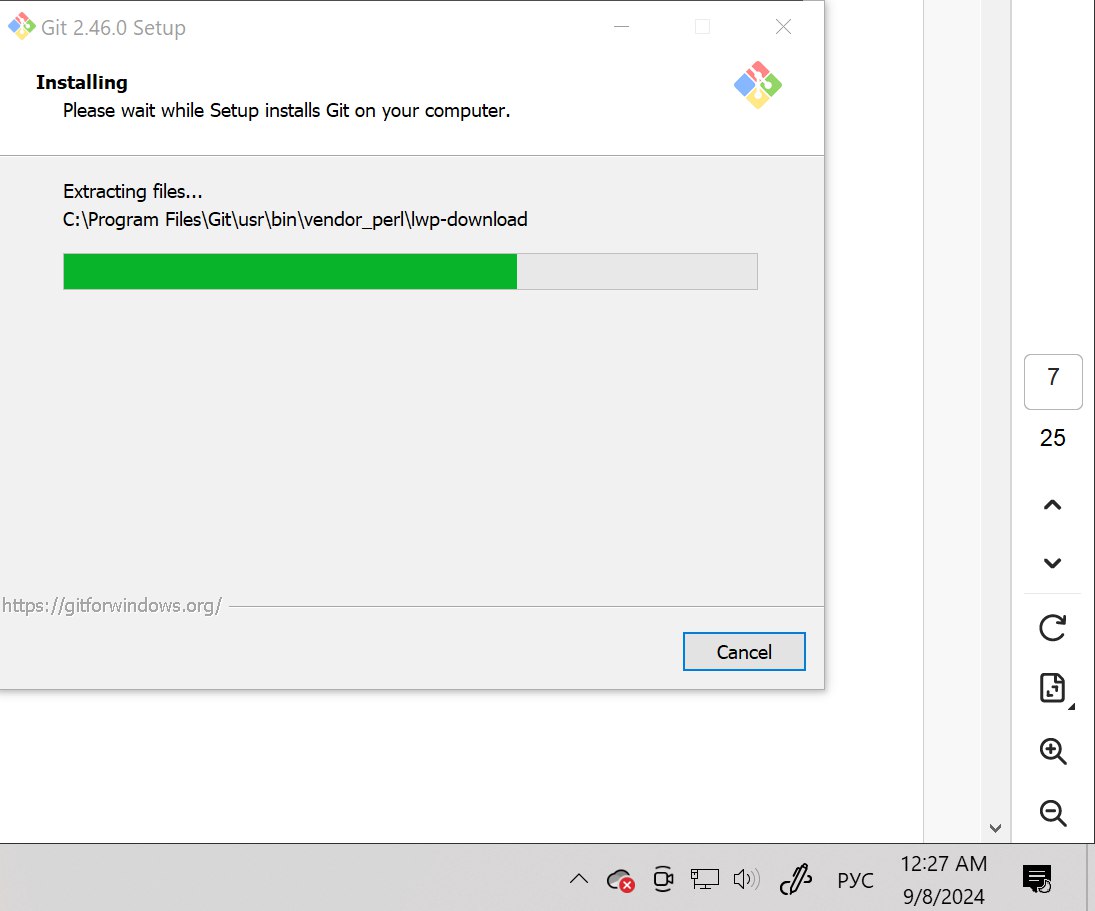 Git 2.46.0 Setup
Installing
Please wait while Setup installs Git on your computer.
Extracting files...
C:\Program Files\Git\usr\bin\vendor_perl\lwp-download
7
25
https://gitforwindows.org/
Cancel
РУС
12:27 AM
9/8/2024